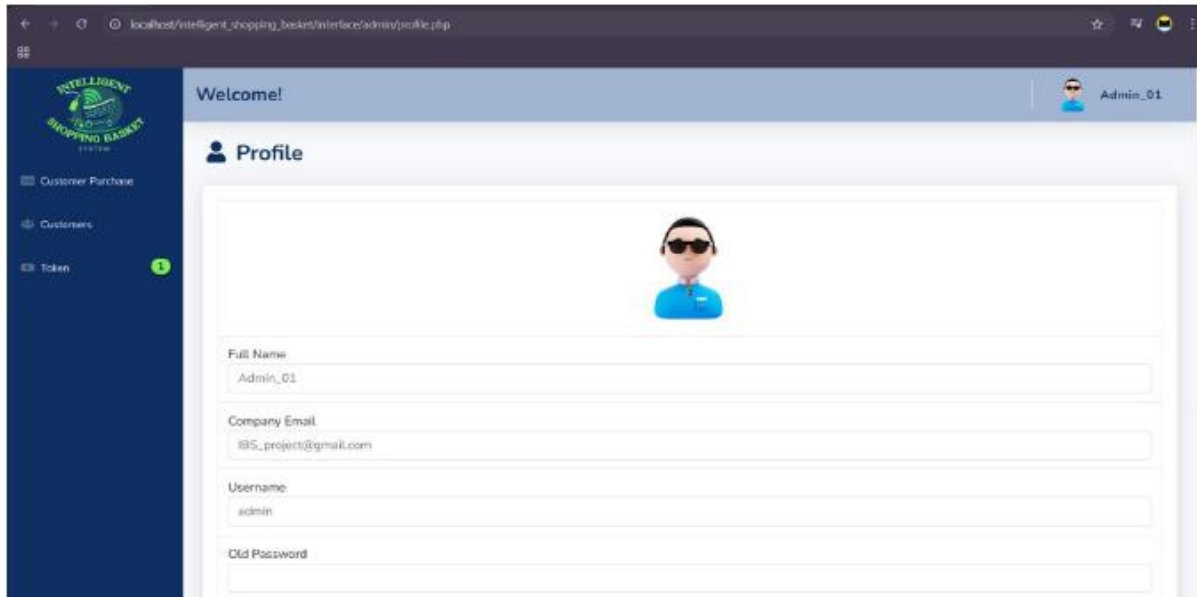 localhost/intelligent_shopping_basket/interface/admin/profile.php
INTELLIGENT
SHOPPING BASKET
SYSTEM
Welcome!
Admin_01
Profile
Customer Purchase
Customers
Token
1
Full Name
Admin_01
Company Email
IBS_project@gmail.com
Username
admin
Old Password